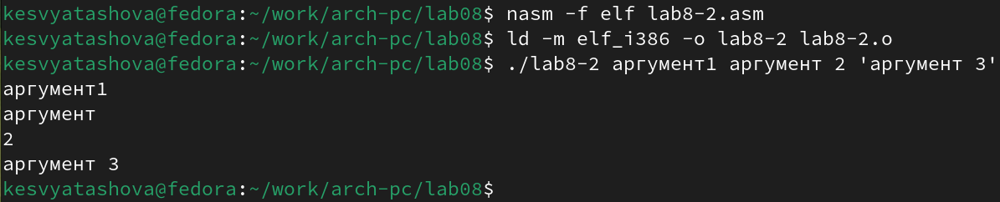 kesvyatashova@fedora:~/work/arch-pc/lab08$ nasm -f elf lab8-2.asm
kesvyatashova@fedora:~/work/arch-pc/lab08$ ld -m elf_i386 -o lab8-2 lab8-2.o
kesvyatashova@fedora:~/work/arch-pc/lab08$ ./lab8-2 аргумент1 аргумент 2 'аргумент 3'
аргумент1
аргумент
2
аргумент 3
kesvyatashova@fedora:~/work/arch-pc/lab08$